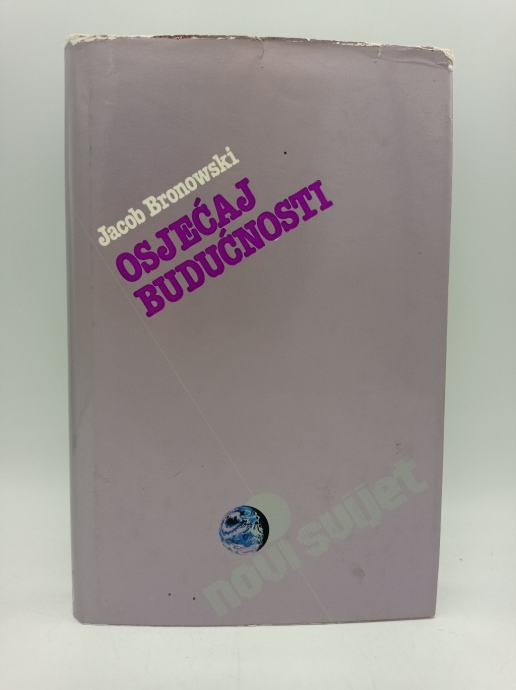 Jacob Bronowski
OSJEĆAJ
BUDUĆNOSTI
novi svijet